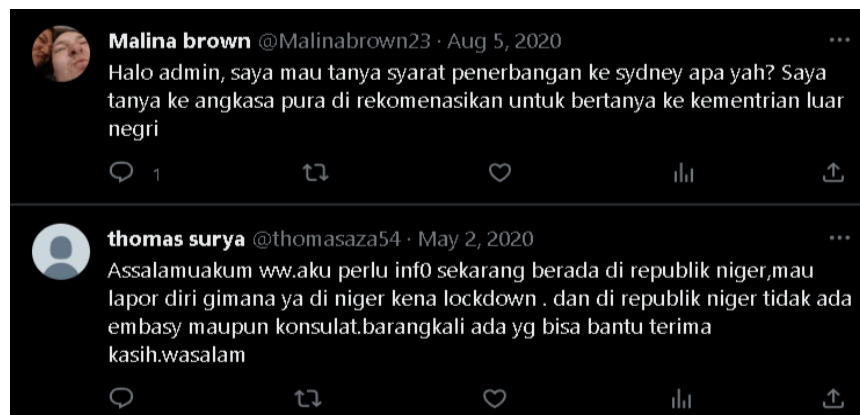 Malina brown @Malinabrown23 · Aug 5, 2020
Halo admin, saya mau tanya syarat penerbangan ke sydney apa yah? Saya
tanya ke angkasa pura di rekomenasikan untuk bertanya ke kementrian luar
negri
1
thomas surya @thomasaza54 · May 2, 2020
Assalamuakum ww.aku perlu inf0 sekarang berada di republik niger,mau
lapor diri gimana ya di niger kena lockdown . dan di republik niger tidak ada
embasy maupun konsulat.barangkali ada yg bisa bantu terima
kasih.wasalam